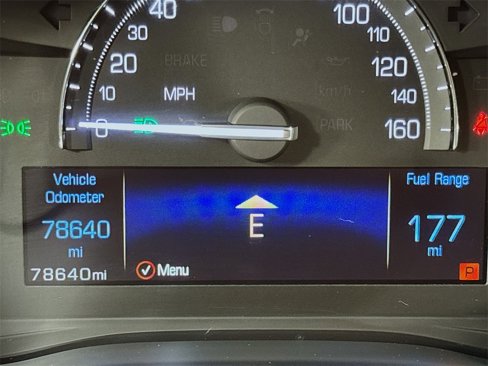 40
MPH
100
30
110
20
BRAKE
120
10
MPH
km/h
140
0
PARK
160
Vehicle
Odometer
78640
mi
78640mi
E
Menu
Fuel Range
177
mi
P